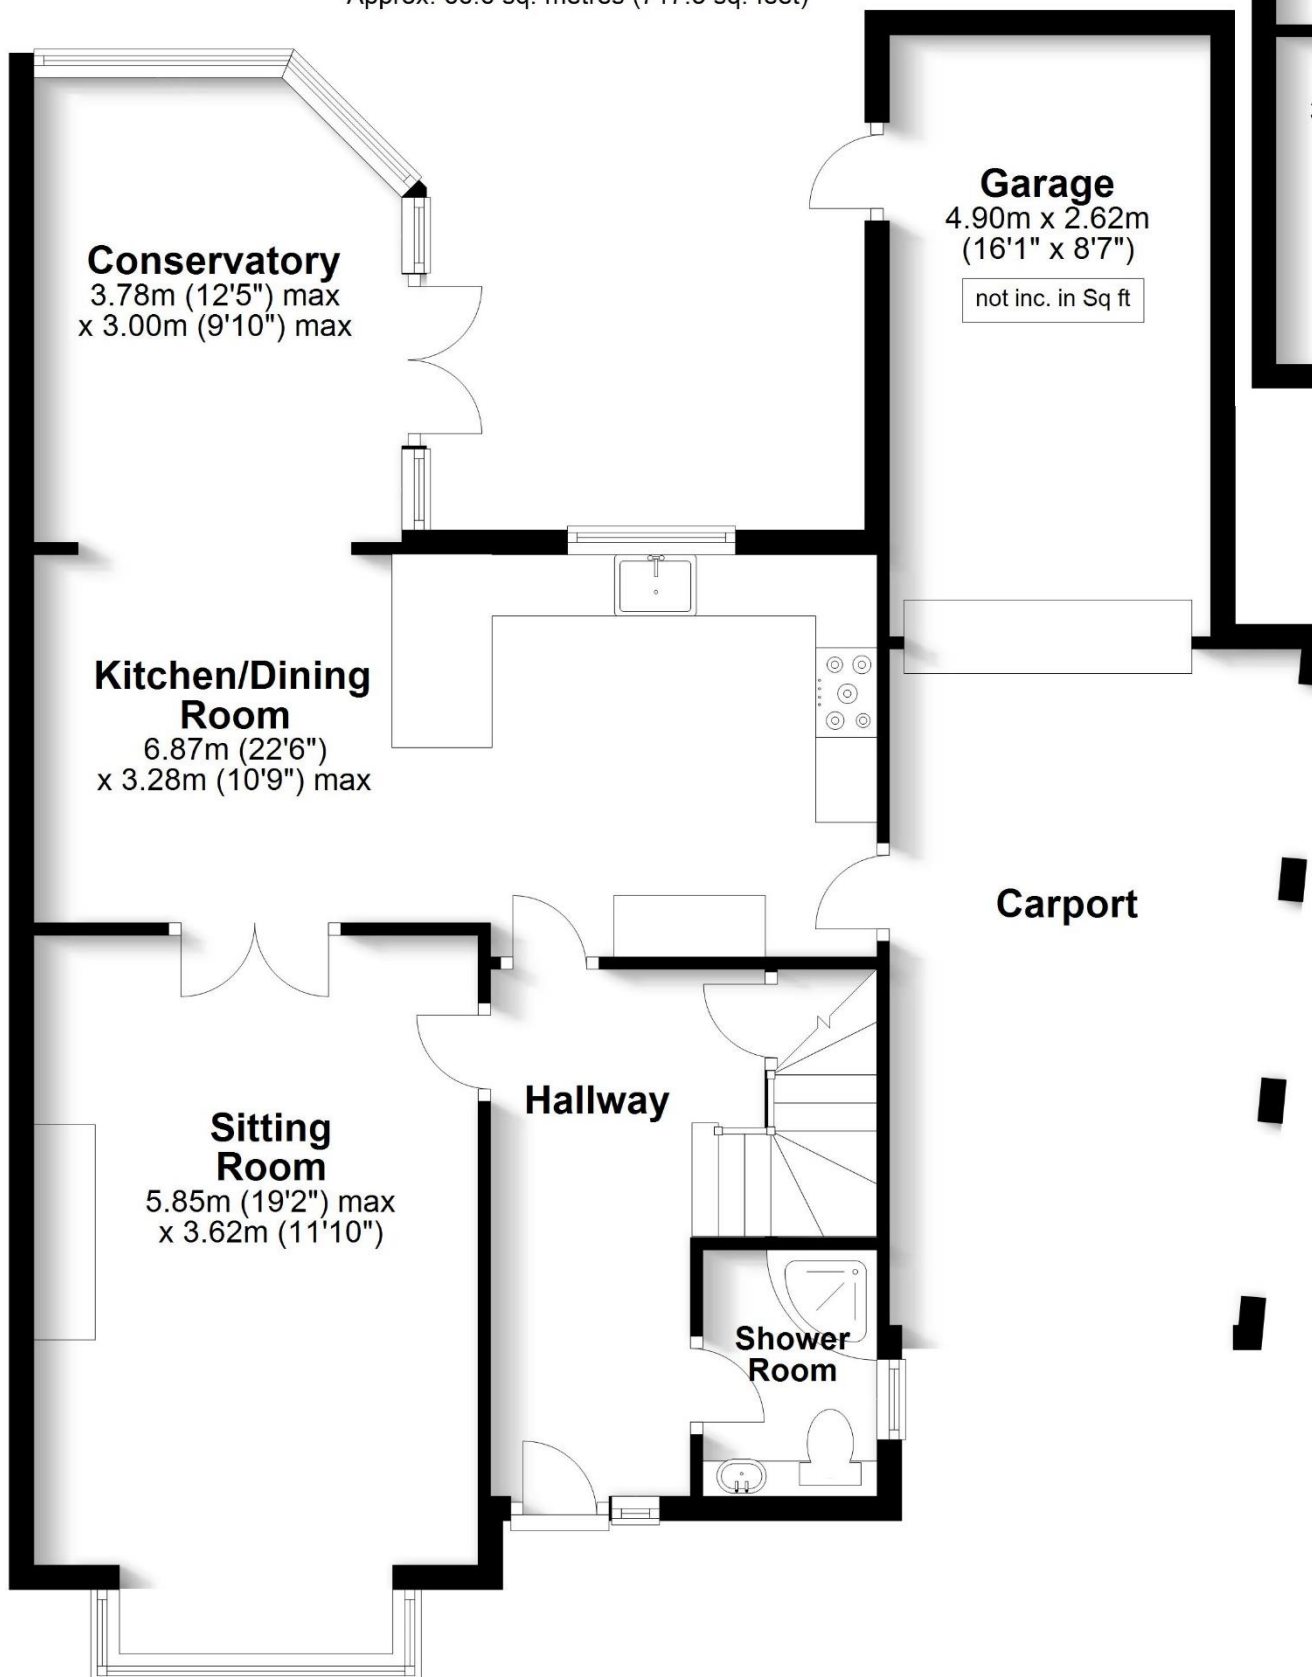 Conservatory
3.78m (12'5") max
x 3.00m (9'10") max
Garage
4.90m x 2.62m
(16'1" x 8'7")
not inc. in Sq ft
Kitchen/Dining
Room
6.87m (22'6")
x 3.28m (10'9") max
Carport
Hallway
Sitting
Room
5.85m (19'2") max
x 3.62m (11'10")
Shower
Room